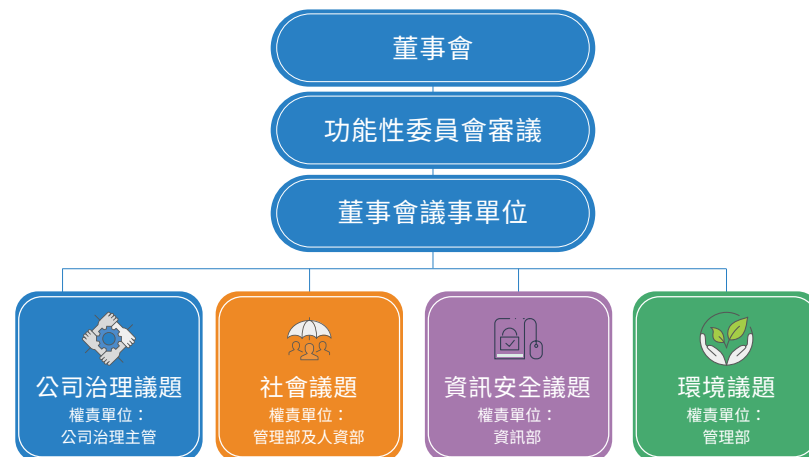 董事會
功能性委員會審議
董事會議事單位
公司治理議題
權責單位：
公司治理主管
社會議題
權責單位：
管理部及人資部
資訊安全議題
權責單位：
資訊部
環境議題
權責單位：
管理部